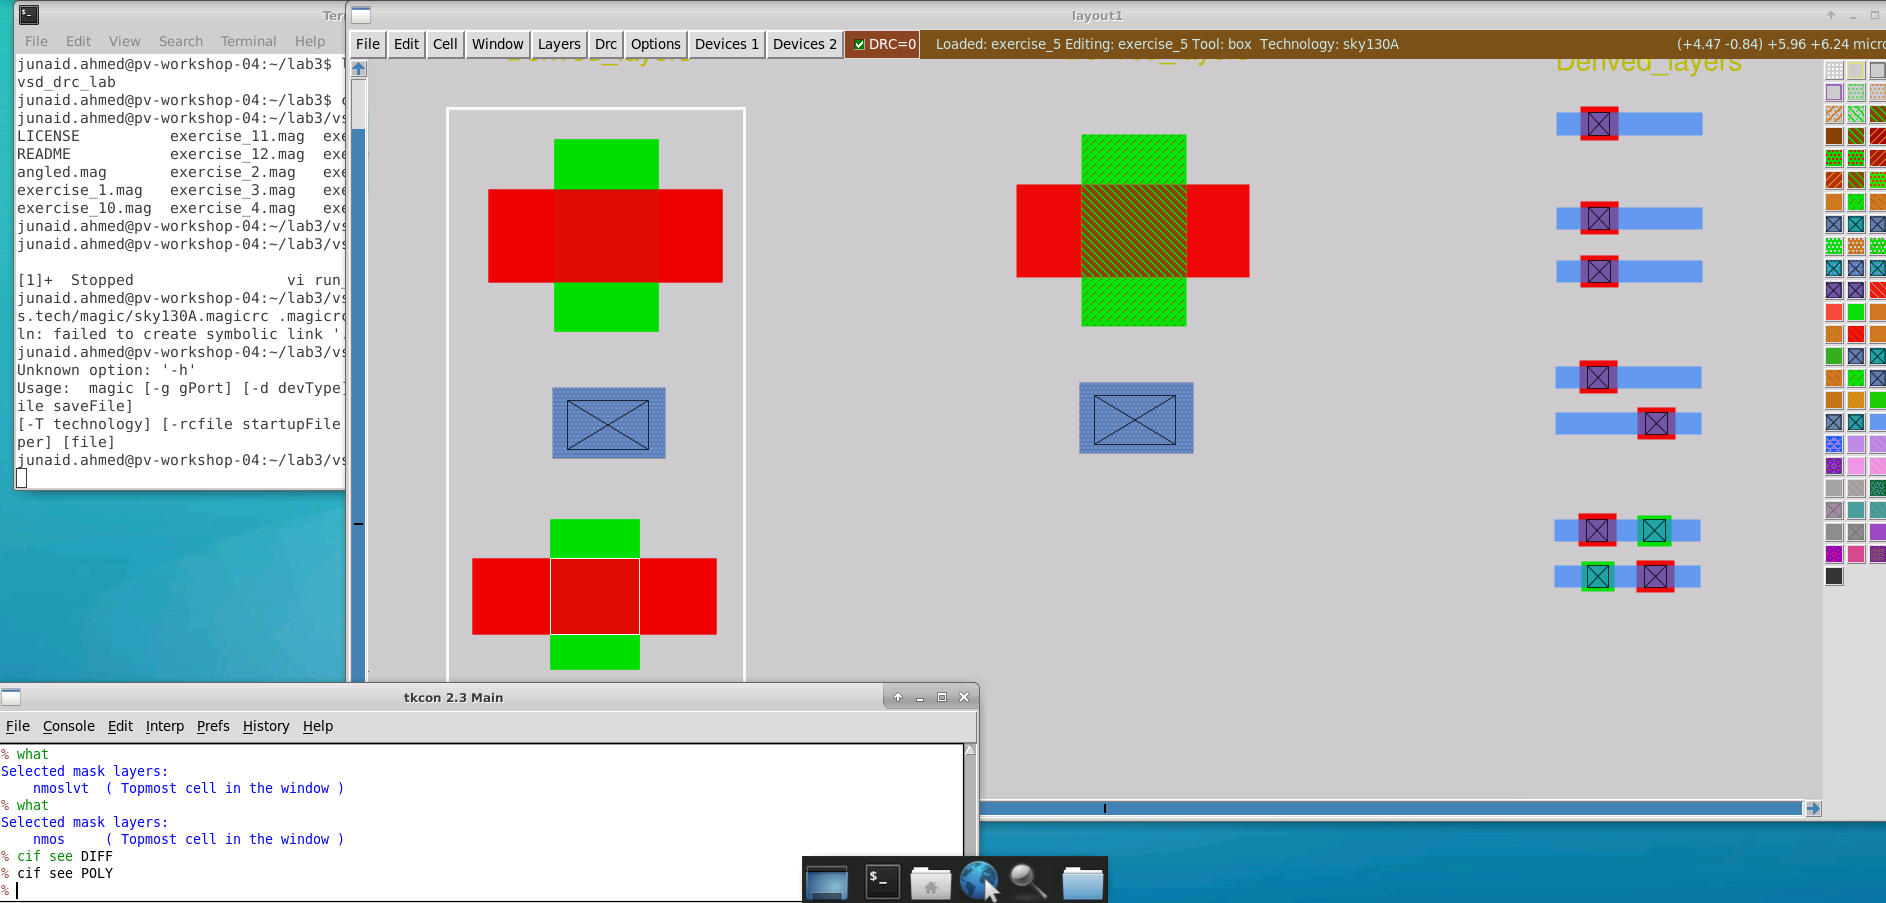 Ter
File Edit View Search Terminal Help
junaid.ahmed@pv-workshop-04:~/lab3$ l
vsd_drc_lab
junaid.ahmed@pv-workshop-04:~/lab3$ c
junaid.ahmed@pv-workshop-04:~/lab3/vs
LICENSE exercise_11.mag exe
README exercise_12.mag exe
angled.mag exercise_2.mag exe
exercise_1.mag exercise_3.mag exe
exercise_10.mag exercise_4.mag exe
junaid.ahmed@pv-workshop-04:~/lab3/vs
junaid.ahmed@pv-workshop-04:~/lab3/vs
[1]+ Stopped vi run_
junaid.ahmed@pv-workshop-04:~/lab3/vs
s.tech/magic/sky130A.magicrc .magicrc
ln: failed to create symbolic link '.
junaid.ahmed@pv-workshop-04:~/lab3/vs
Unknown option: '-h'
Usage: magic [-g gPort] [-d devType]
ile saveFile]
[-T technology] [-rcfile startupFile
per] [file]
junaid.ahmed@pv-workshop-04:~/lab3/vs
layout1
File Edit Cell Window Layers Drc Options Devices 1 Devices 2 DRC=0 Loaded: exercise_5 Editing: exercise_5 Tool: box Technology: sky130A (+4.47 -0.84) +5.96 +6.24 micro
Derived_layers
Derived_layers
tkcon 2.3 Main
File Console Edit Interp Prefs History Help
% what
Selected mask layers:
nmoslvt ( Topmost cell in the window )
% what
Selected mask layers:
nmos ( Topmost cell in the window )
% cif see DIFF
% cif see POLY
%
$_